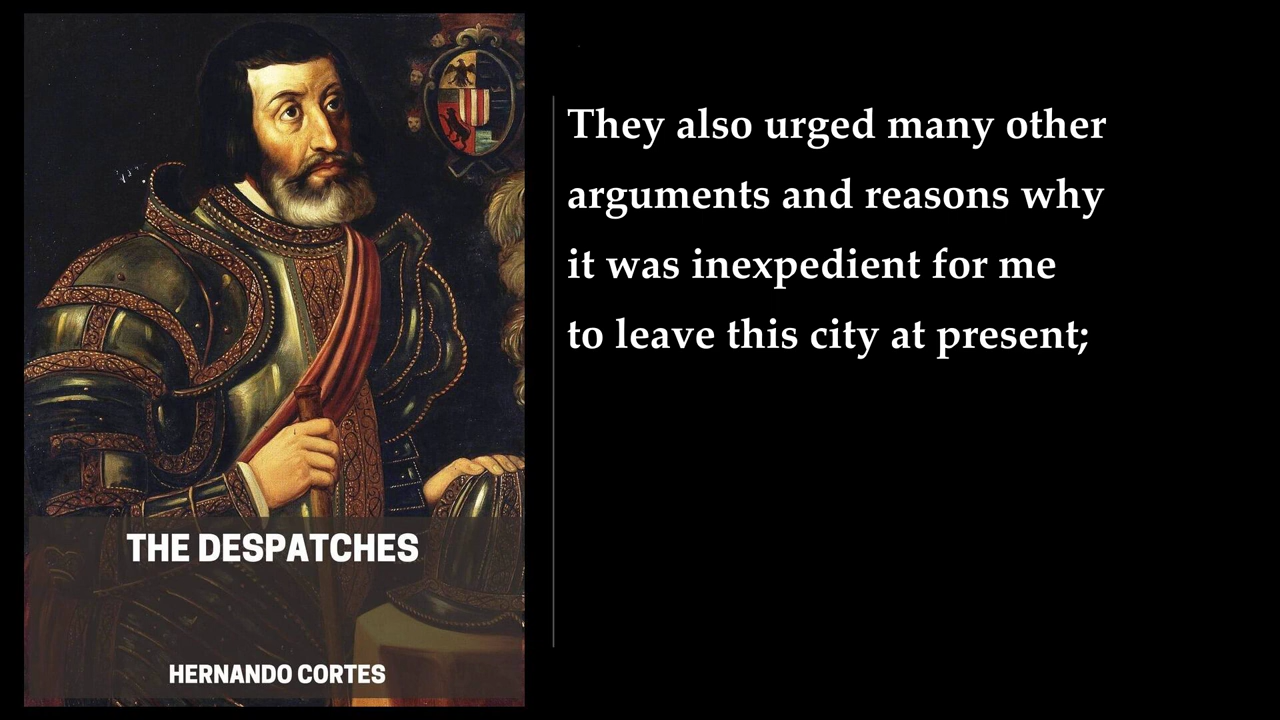 THE DESPATCHES
HERNANDO CORTES
They also urged many other
arguments and reasons why
it was inexpedient for me
to leave this city at present;